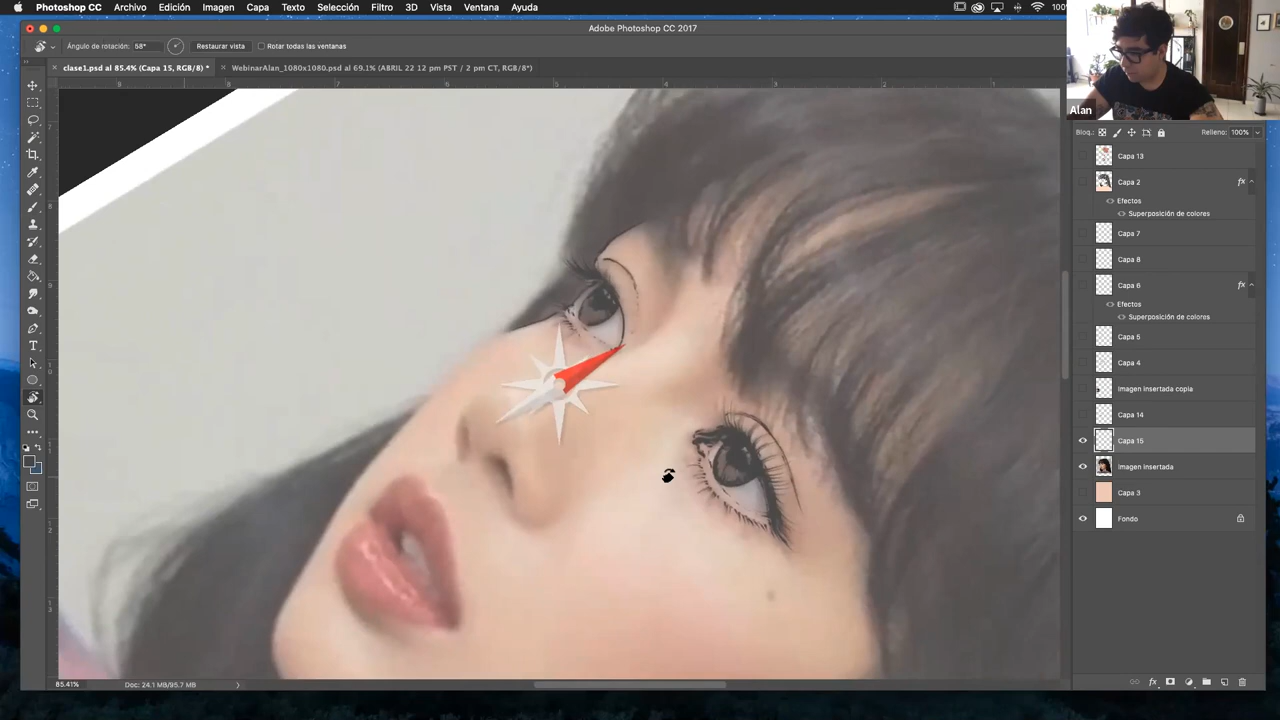 Photoshop CC Archivo Edición Imagen Capa Texto Selección Filtro 3D Vista Ventana Ayuda
Adobe Photoshop CC 2017
Ángulo de rotación: 58° Restaurar vista Rotar todas las ventanas
clase1.psd al 85.4% (Capa 15, RGB/8) * WebinarAlan_1080x1080.psd al 69.1% (ABRIL 22 12 pm PST / 2 pm CT, RGB/8*)
Alan
Bloq.: Relleno: 100%
Capa 13
Capa 2 fx
Efectos
Superposición de colores
Capa 7
Capa 8
Capa 6 fx
Efectos
Superposición de colores
Capa 5
Capa 4
Imagen insertada copia
Capa 14
Capa 15
Imagen insertada
Capa 3
Fondo
85.41% Doc: 24.1 MB/95.7 MB